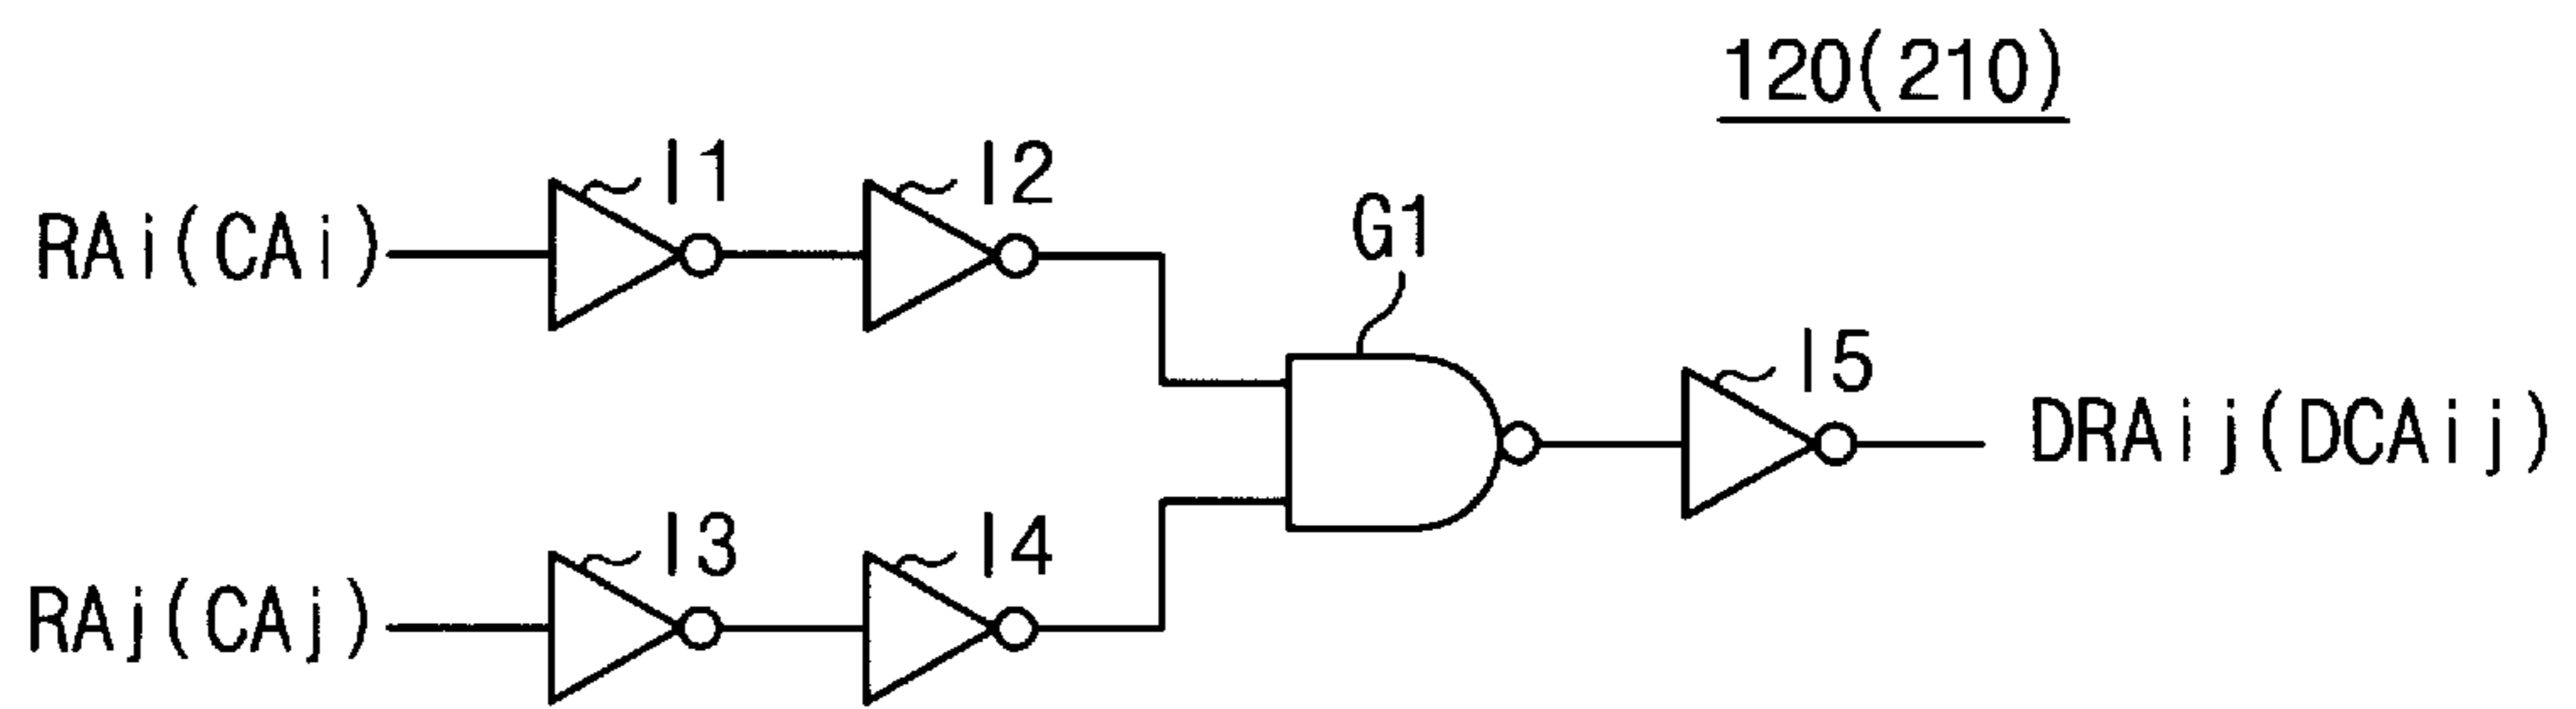 120(210)
I1
I2
RAi(CAi)
G1
I5
DRAij(DCAij)
I3
I4
RAj(CAj)